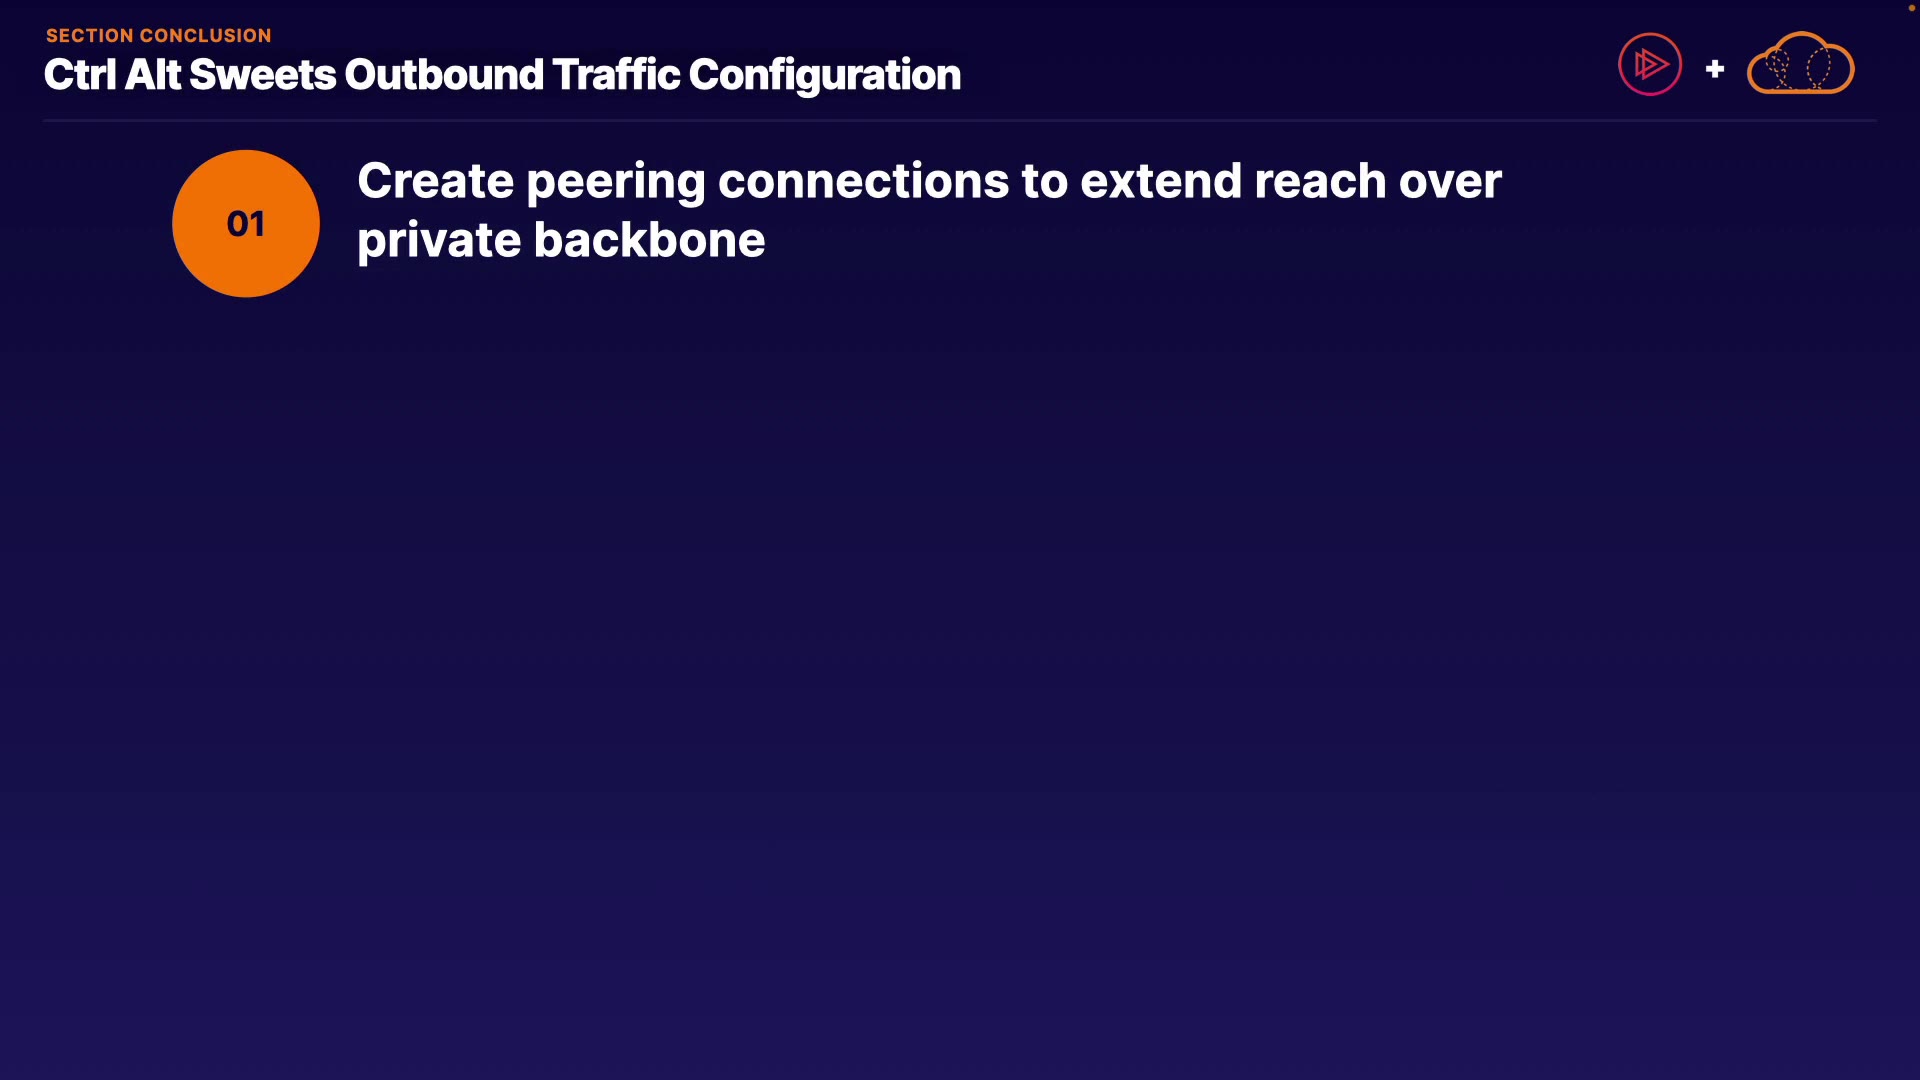 SECTION CONCLUSION
Ctrl Alt Sweets Outbound Traffic Configuration
+
01
Create peering connections to extend reach over
private backbone